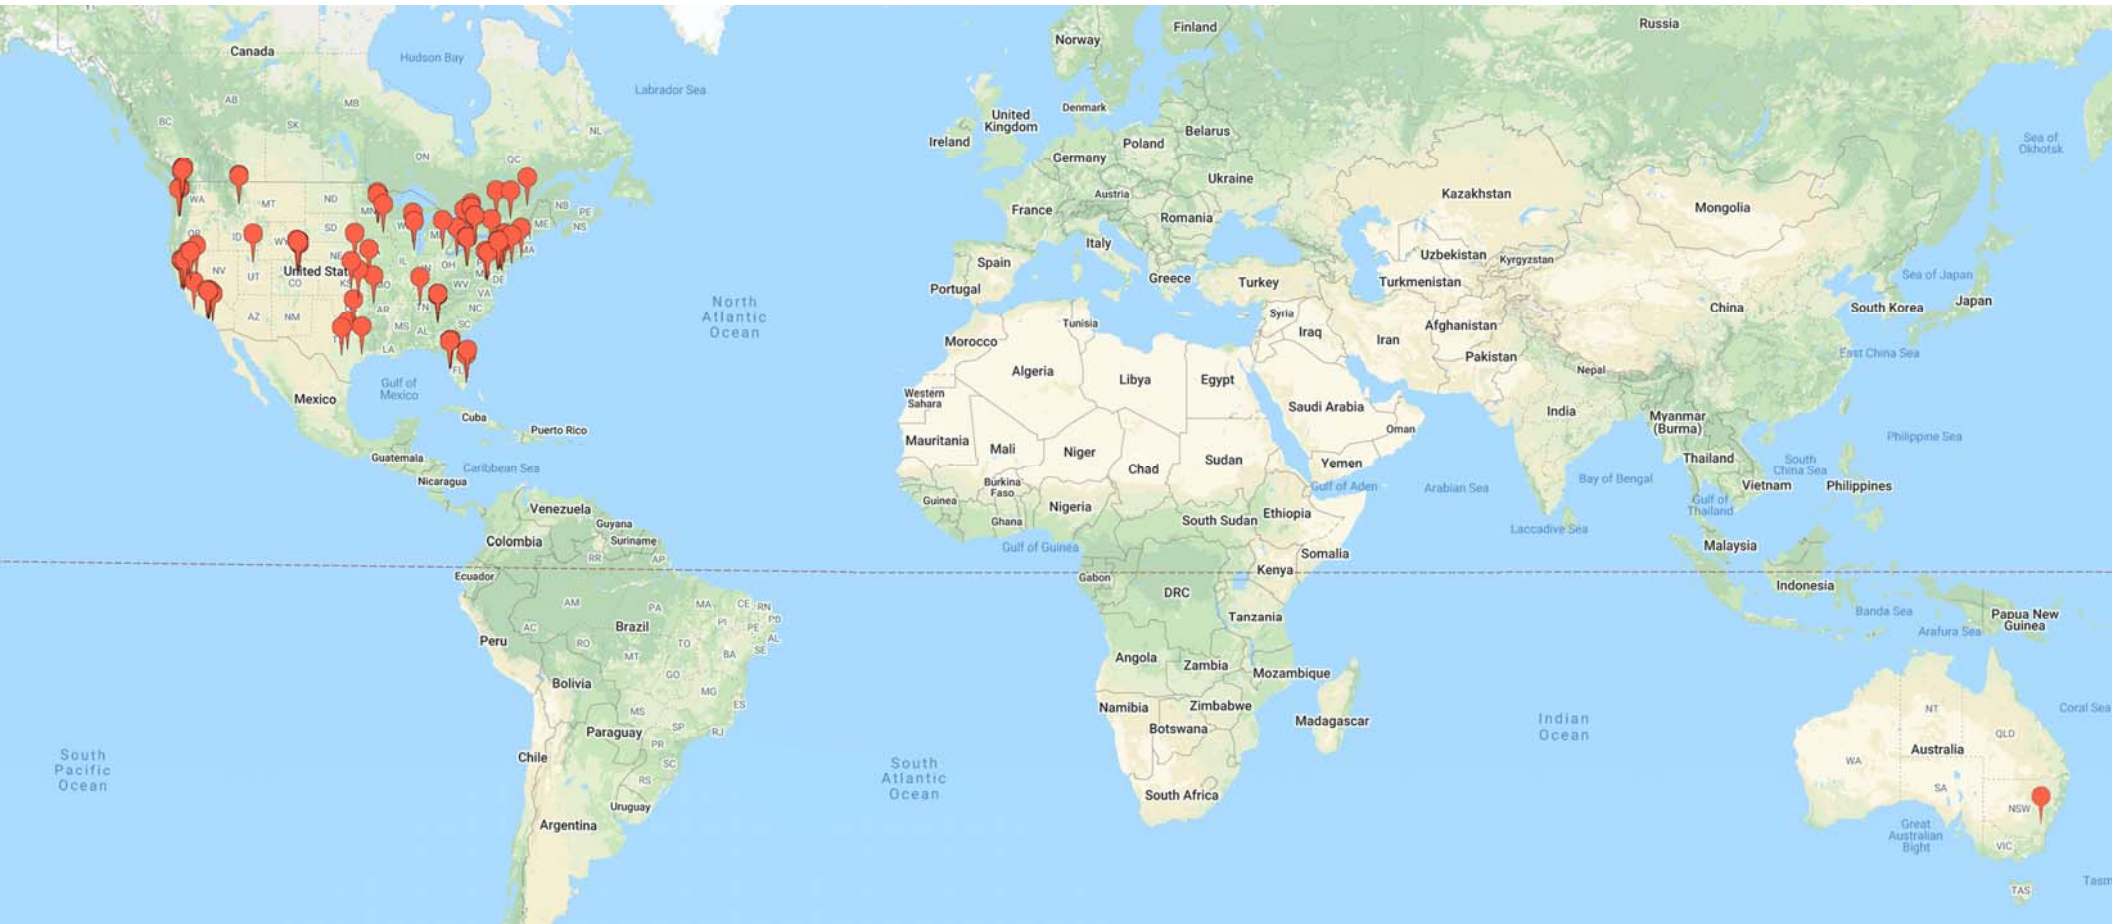 Finland
Russia
Norway
Canada
Hudson Bay
Labrador Sea
AB
MB
Denmark
United
Kingdom
BC
SK
NL
Belarus
Ireland
Poland
Sea of
Okhotsk
ON
QC
Germany
Ukraine
Austria
Kazakhstan
WA
MT
ND
MN
NB
PE
NS
France
Romania
Mongolia
ME
OR
ID
WY
SD
Italy
Uzbekistan
Kyrgyzstan
NV
UT
United Stat
CO
NE
KS
IL
OH
MA
Spain
Portugal
Greece
Turkey
Turkmenistan
Sea of Japan
MO
WV
VA
DE
North
Atlantic
Ocean
South Korea
Japan
China
AZ
NM
AR
TN
NC
MS
AL
SC
LA
Tunisia
Syria
Iraq
Iran
Afghanistan
Morocco
Pakistan
East China Sea
FL
Gulf of
Mexico
Mexico
Algeria
Libya
Egypt
Nepal
Western
Sahara
Saudi Arabia
India
Myanmar
(Burma)
Cuba
Puerto Rico
Oman
Philippine Sea
Mauritania
Mali
Niger
Chad
Sudan
Yemen
Guatemala
Caribbean Sea
Thailand
South
China Sea
Nicaragua
Burkina
Faso
Gulf of Aden
Arabian Sea
Bay of Bengal
Vietnam
Philippines
Guinea
Nigeria
Ethiopia
Gulf of
Thailand
Venezuela
Guyana
Ghana
South Sudan
Laccadive Sea
Colombia
Suriname
Gulf of Guinea
Somalia
Malaysia
RR
AP
Ecuador
Gabon
Kenya
Indonesia
DRC
AM
PA
MA
CE
RN
PB
Tanzania
Banda Sea
Papua New
Guinea
AC
Brazil
PI
PE
AL
Arafura Sea
Peru
RO
TO
SE
MT
BA
Angola
Zambia
Mozambique
Bolivia
GO
MG
Namibia
Zimbabwe
Madagascar
Indian
Ocean
NT
Coral Sea
MS
ES
SP
RJ
Botswana
Paraguay
PR
QLD
South
Pacific
Ocean
Chile
SC
South
Atlantic
Ocean
WA
Australia
RS
SA
South Africa
Uruguay
NSW
Argentina
Great
Australian
Bight
VIC
TAS
Tasm